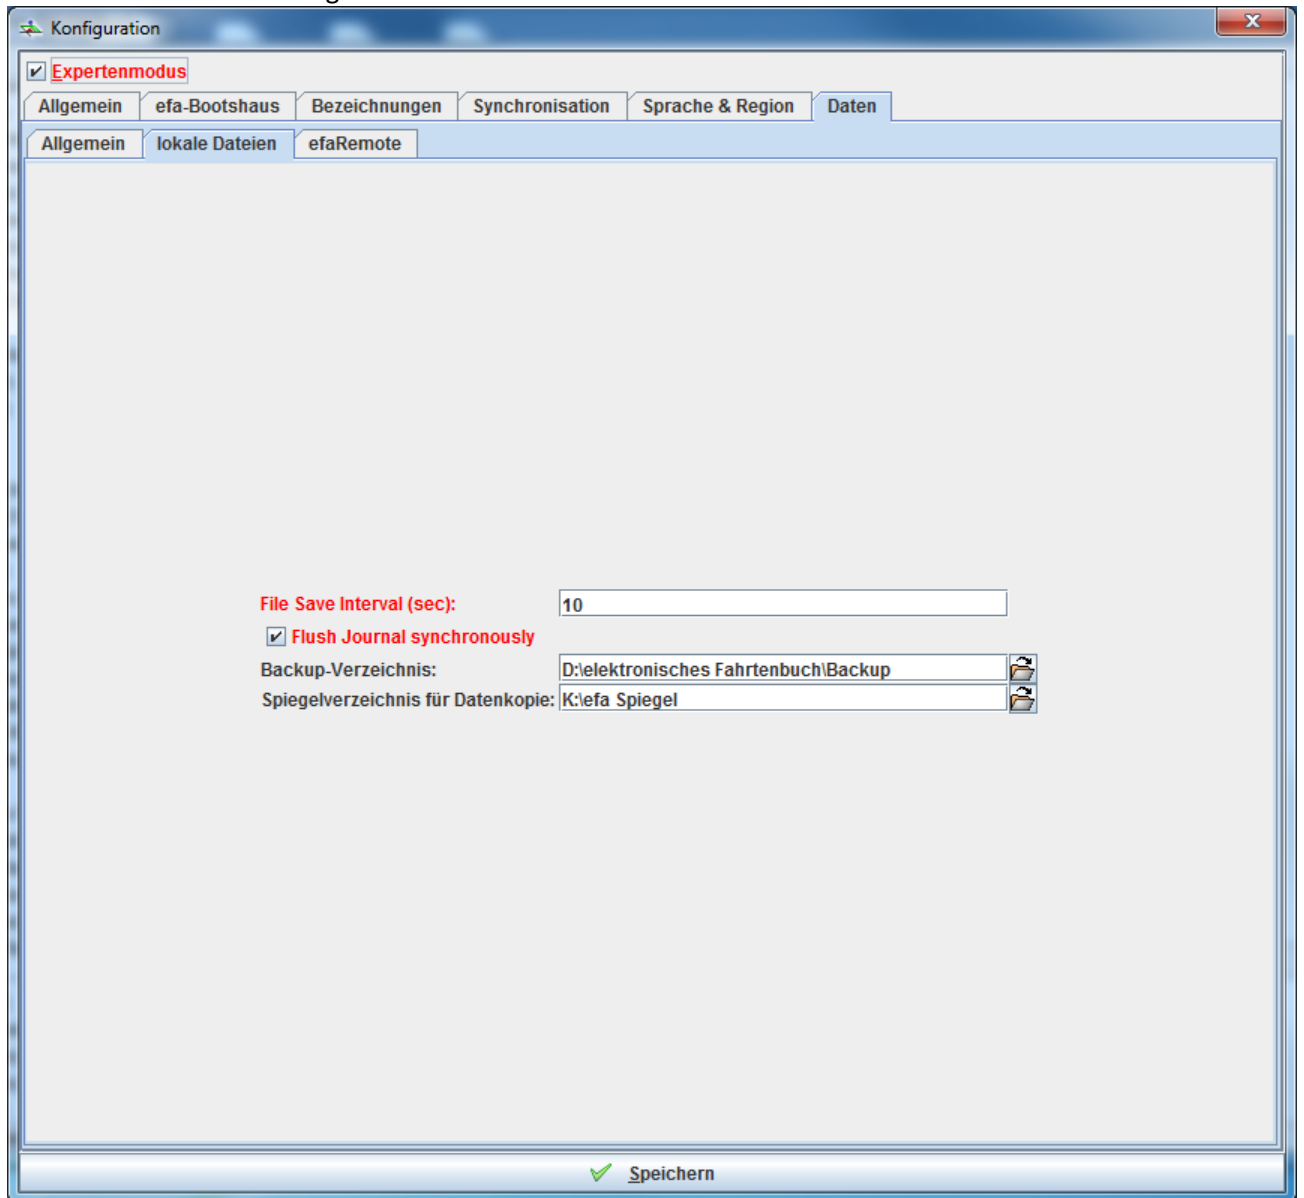 Konfiguration
Expertenmodus
Allgemein efa-Bootshaus Bezeichnungen Synchronisation Sprache & Region Daten
Allgemein lokale Dateien efaRemote
File Save Interval (sec): 10
Flush Journal synchronously
Backup-Verzeichnis: D:\elektronisches Fahrtenbuch\Backup
Spiegelverzeichnis für Datenkopie: K:\efa Spiegel
Speichern